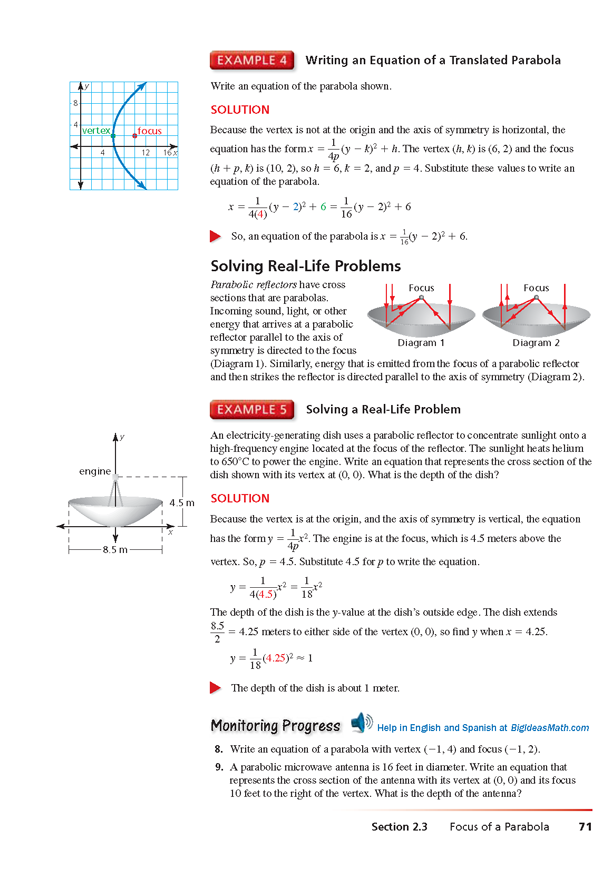 EXAMPLE 4 Writing an Equation of a Translated Parabola
Write an equation of the parabola shown.
y
8
4
vertex
focus
4
12
16 x
SOLUTION
Because the vertex is not at the origin and the axis of symmetry is horizontal, the
equation has the form x = 1/4p (y − k)² + h. The vertex (h, k) is (6, 2) and the focus
(h + p, k) is (10, 2), so h = 6, k = 2, and p = 4. Substitute these values to write an
equation of the parabola.
x = 1/4(4) (y − 2)² + 6 = 1/16 (y − 2)² + 6
So, an equation of the parabola is x = 1/16 (y − 2)² + 6.
Solving Real-Life Problems
Parabolic reflectors have cross
sections that are parabolas.
Incoming sound, light, or other
energy that arrives at a parabolic
reflector parallel to the axis of
symmetry is directed to the focus
(Diagram 1). Similarly, energy that is emitted from the focus of a parabolic reflector
and then strikes the reflector is directed parallel to the axis of symmetry (Diagram 2).
Focus
Diagram 1
Focus
Diagram 2
EXAMPLE 5 Solving a Real-Life Problem
An electricity-generating dish uses a parabolic reflector to concentrate sunlight onto a
high-frequency engine located at the focus of the reflector. The sunlight heats helium
to 650°C to power the engine. Write an equation that represents the cross section of the
dish shown with its vertex at (0, 0). What is the depth of the dish?
y
engine
4.5 m
x
8.5 m
SOLUTION
Because the vertex is at the origin, and the axis of symmetry is vertical, the equation
has the form y = 1/4p x². The engine is at the focus, which is 4.5 meters above the
vertex. So, p = 4.5. Substitute 4.5 for p to write the equation.
y = 1/4(4.5) x² = 1/18 x²
The depth of the dish is the y-value at the dish's outside edge. The dish extends
8.5/2 = 4.25 meters to either side of the vertex (0, 0), so find y when x = 4.25.
y = 1/18 (4.25)² ≈ 1
The depth of the dish is about 1 meter.
Monitoring Progress Help in English and Spanish at BigIdeasMath.com
8. Write an equation of a parabola with vertex (−1, 4) and focus (−1, 2).
9. A parabolic microwave antenna is 16 feet in diameter. Write an equation that
represents the cross section of the antenna with its vertex at (0, 0) and its focus
10 feet to the right of the vertex. What is the depth of the antenna?
Section 2.3 Focus of a Parabola 71